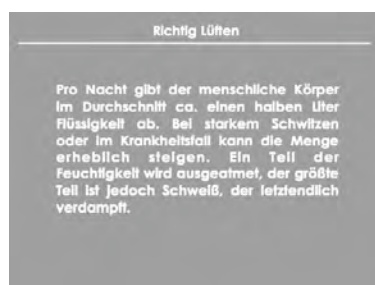 Richtig Lüften
Pro Nacht gibt der menschliche Körper
im Durchschnitt ca. einen halben Liter
Flüssigkeit ab. Bei starkem Schwitzen
oder im Krankheitsfall kann die Menge
erheblich steigen. Ein Teil der
Feuchtigkeit wird ausgeatmet, der größte
Teil ist jedoch Schweiß, der letztendlich
verdampft.